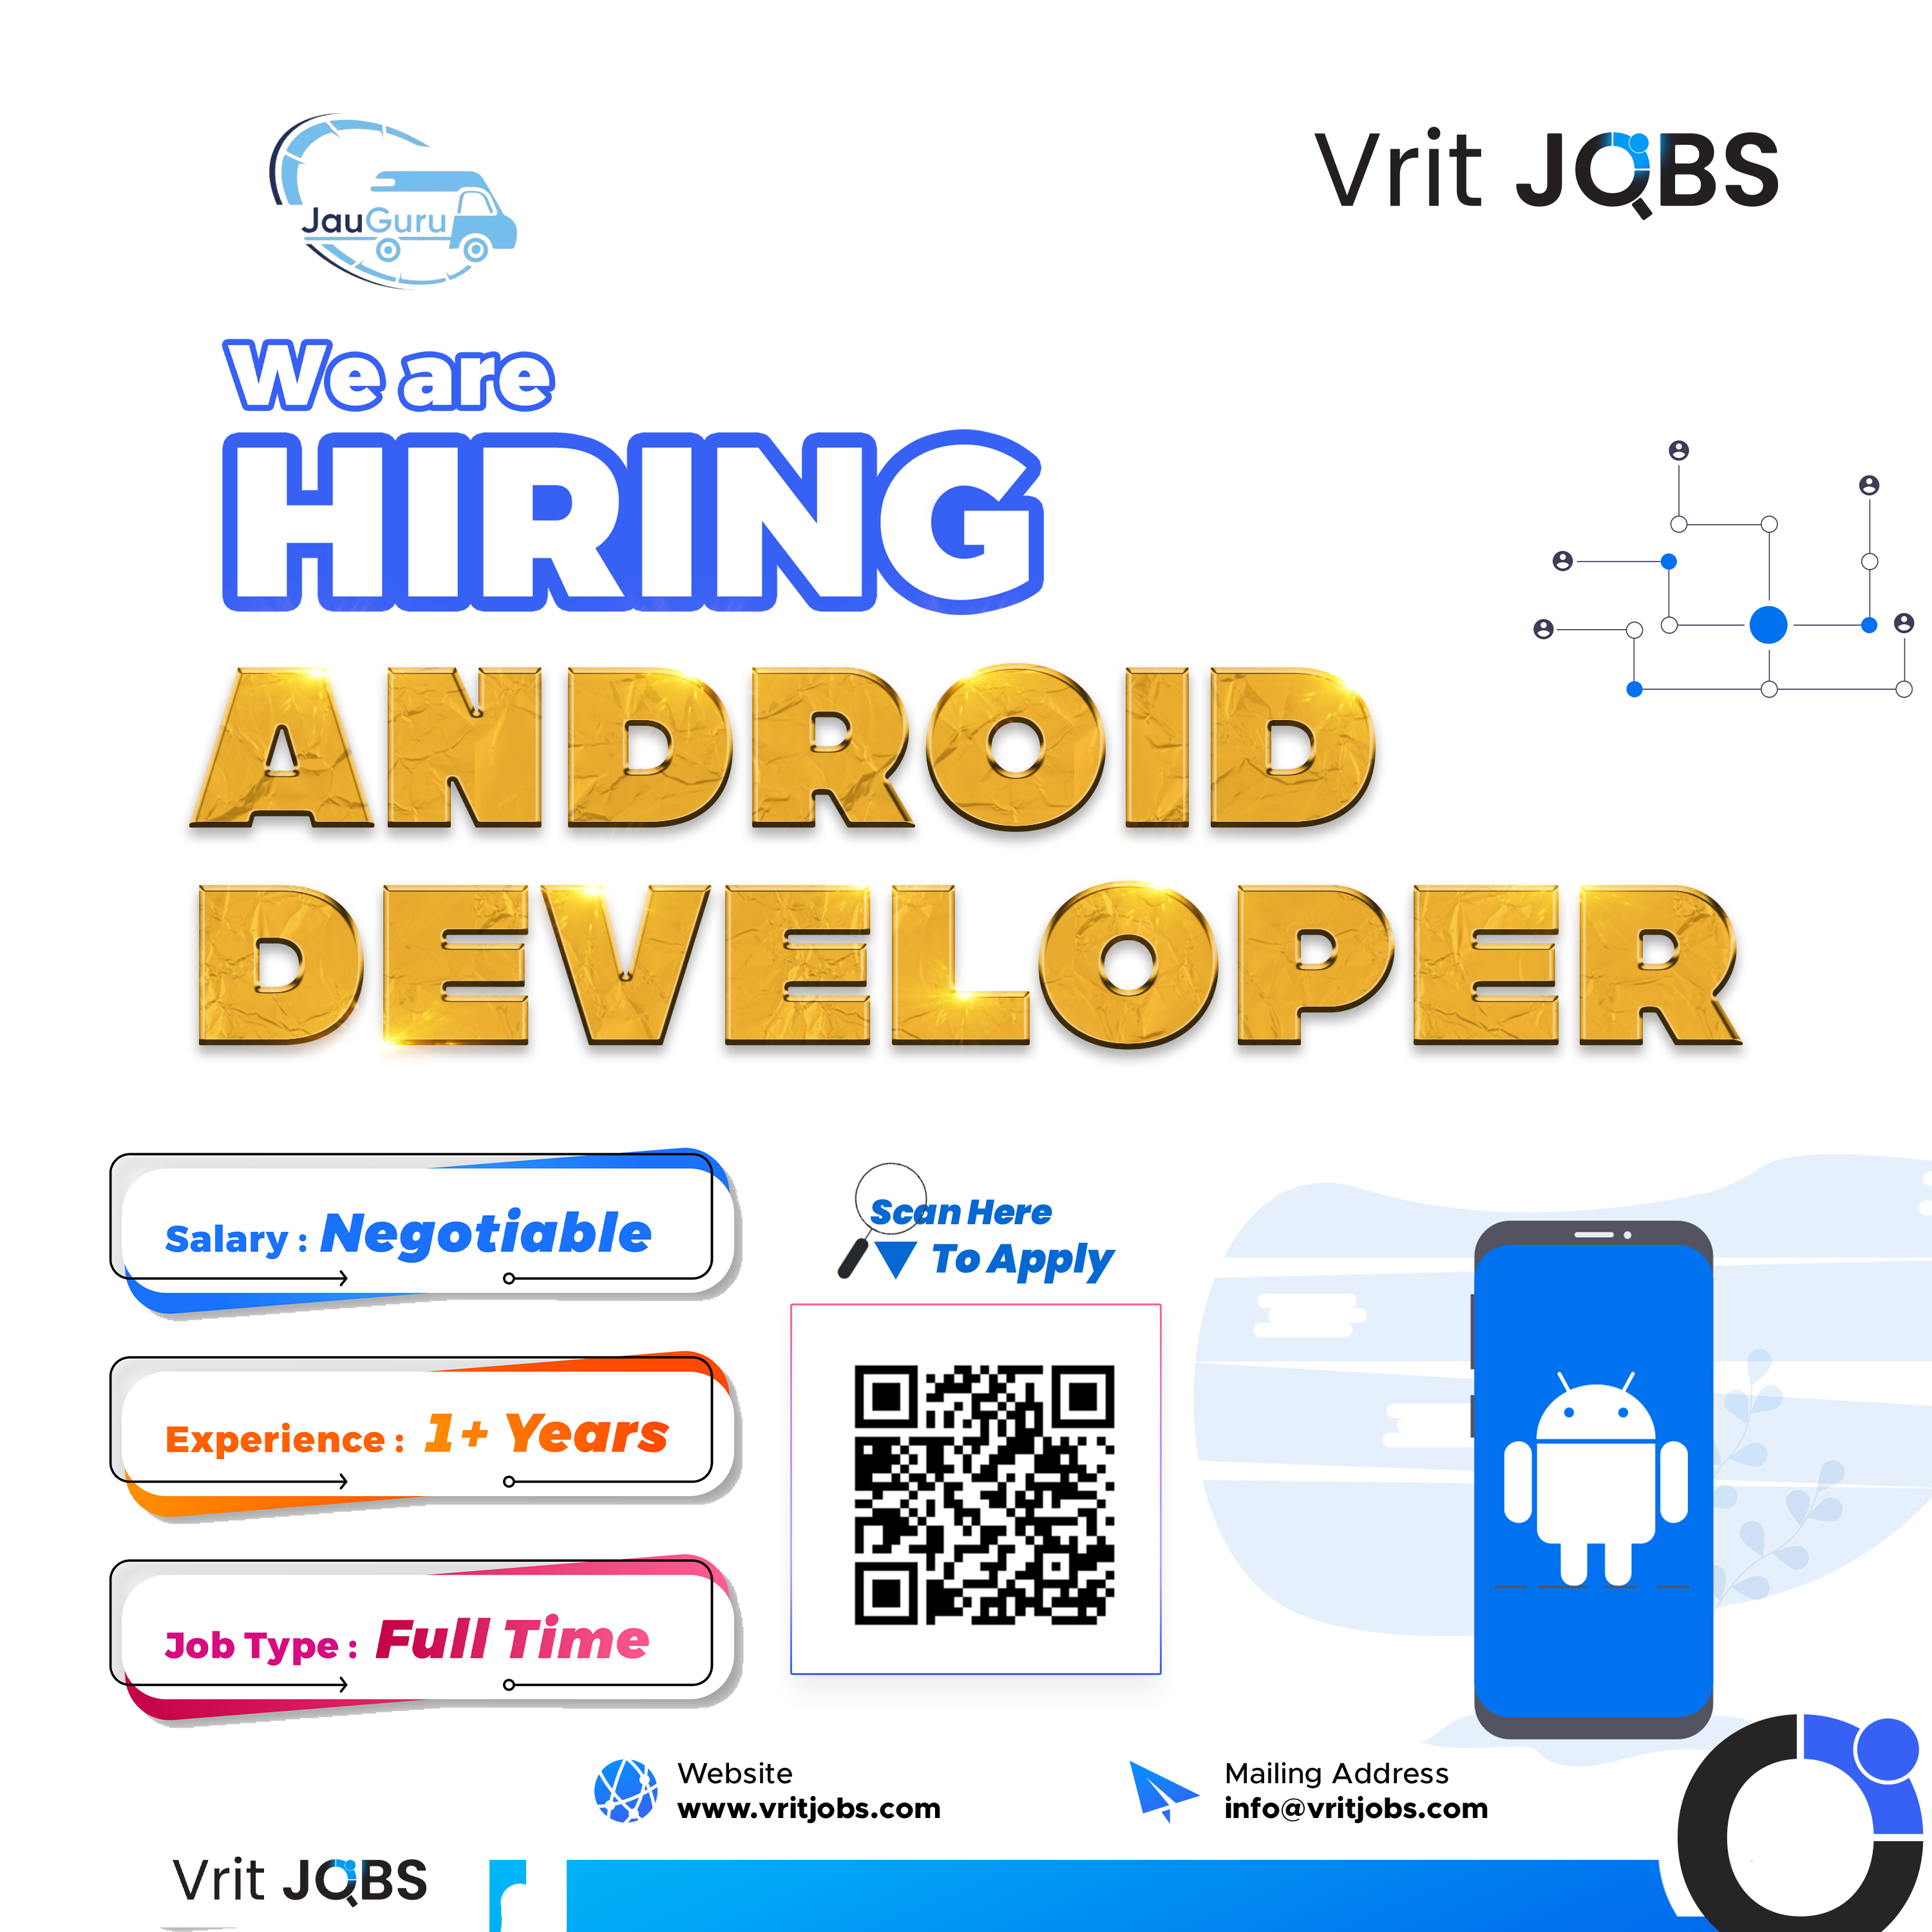 JauGuru
Vrit JOBS
We are
HIRING
ANDROID
DEVELOPER
Salary : Negotiable
Experience : 1+ Years
Job Type : Full Time
Scan Here
To Apply
Website
www.vritjobs.com
Mailing Address
info@vritjobs.com
Vrit JOBS